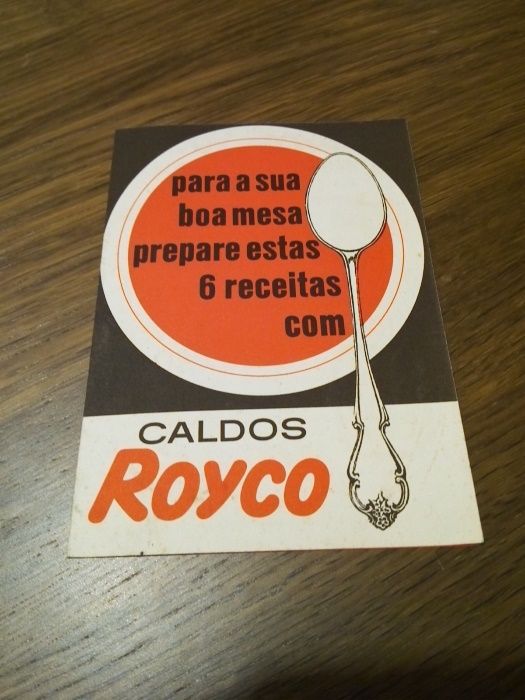 para a sua
boa mesa
prepare estas
6 receitas
com
CALDOS
ROYCO